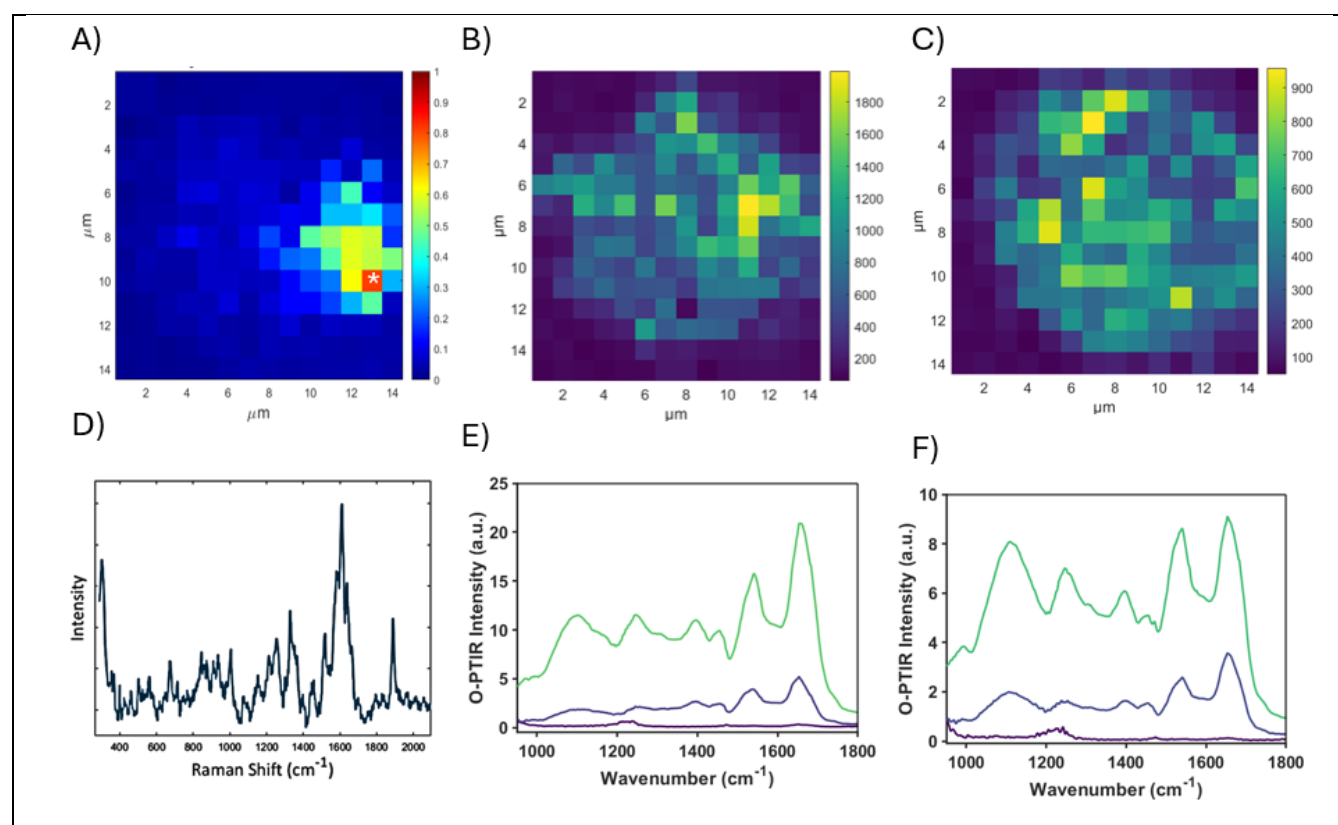 A)
B)
C)
1
0.9
0.8
0.7
0.6
0.5
0.4
0.3
0.2
0.1
0
2
4
6
8
10
12
14
µm
2 4 6 8 10 12 14
µm
*
2
4
6
8
10
12
14
µm
2 4 6 8 10 12 14
µm
1800
1600
1400
1200
1000
800
600
400
200
2
4
6
8
10
12
14
µm
2 4 6 8 10 12 14
µm
900
800
700
600
500
400
300
200
100
D)
E)
F)
Intensity
400 600 800 1000 1200 1400 1600 1800 2000
Raman Shift (cm⁻¹)
O-PTIR Intensity (a.u.)
25
20
15
10
5
0
1000 1200 1400 1600 1800
Wavenumber (cm⁻¹)
O-PTIR Intensity (a.u.)
10
8
6
4
2
0
1000 1200 1400 1600 1800
Wavenumber (cm⁻¹)